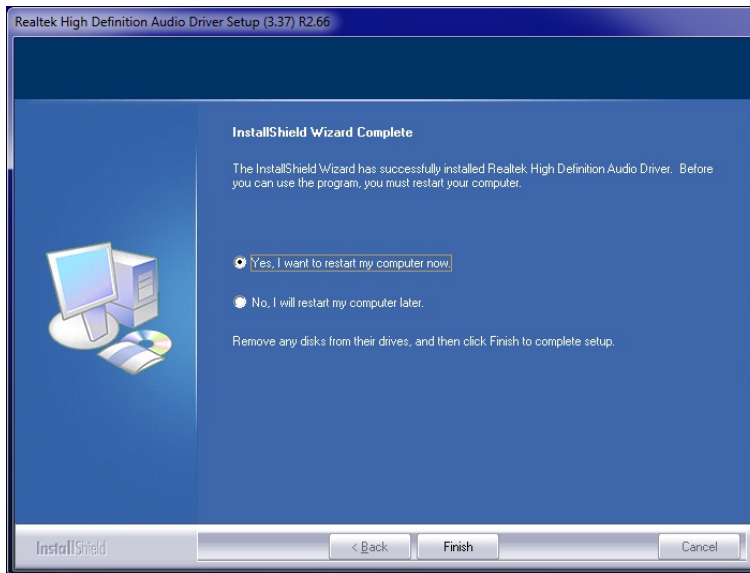 Realtek High Definition Audio Driver Setup (3.37) R2.66
InstallShield Wizard Complete
The InstallShield Wizard has successfully installed Realtek High Definition Audio Driver. Before
you can use the program, you must restart your computer.
Yes, I want to restart my computer now.
No, I will restart my computer later.
Remove any disks from their drives, and then click Finish to complete setup.
InstallShield
< Back
Finish
Cancel